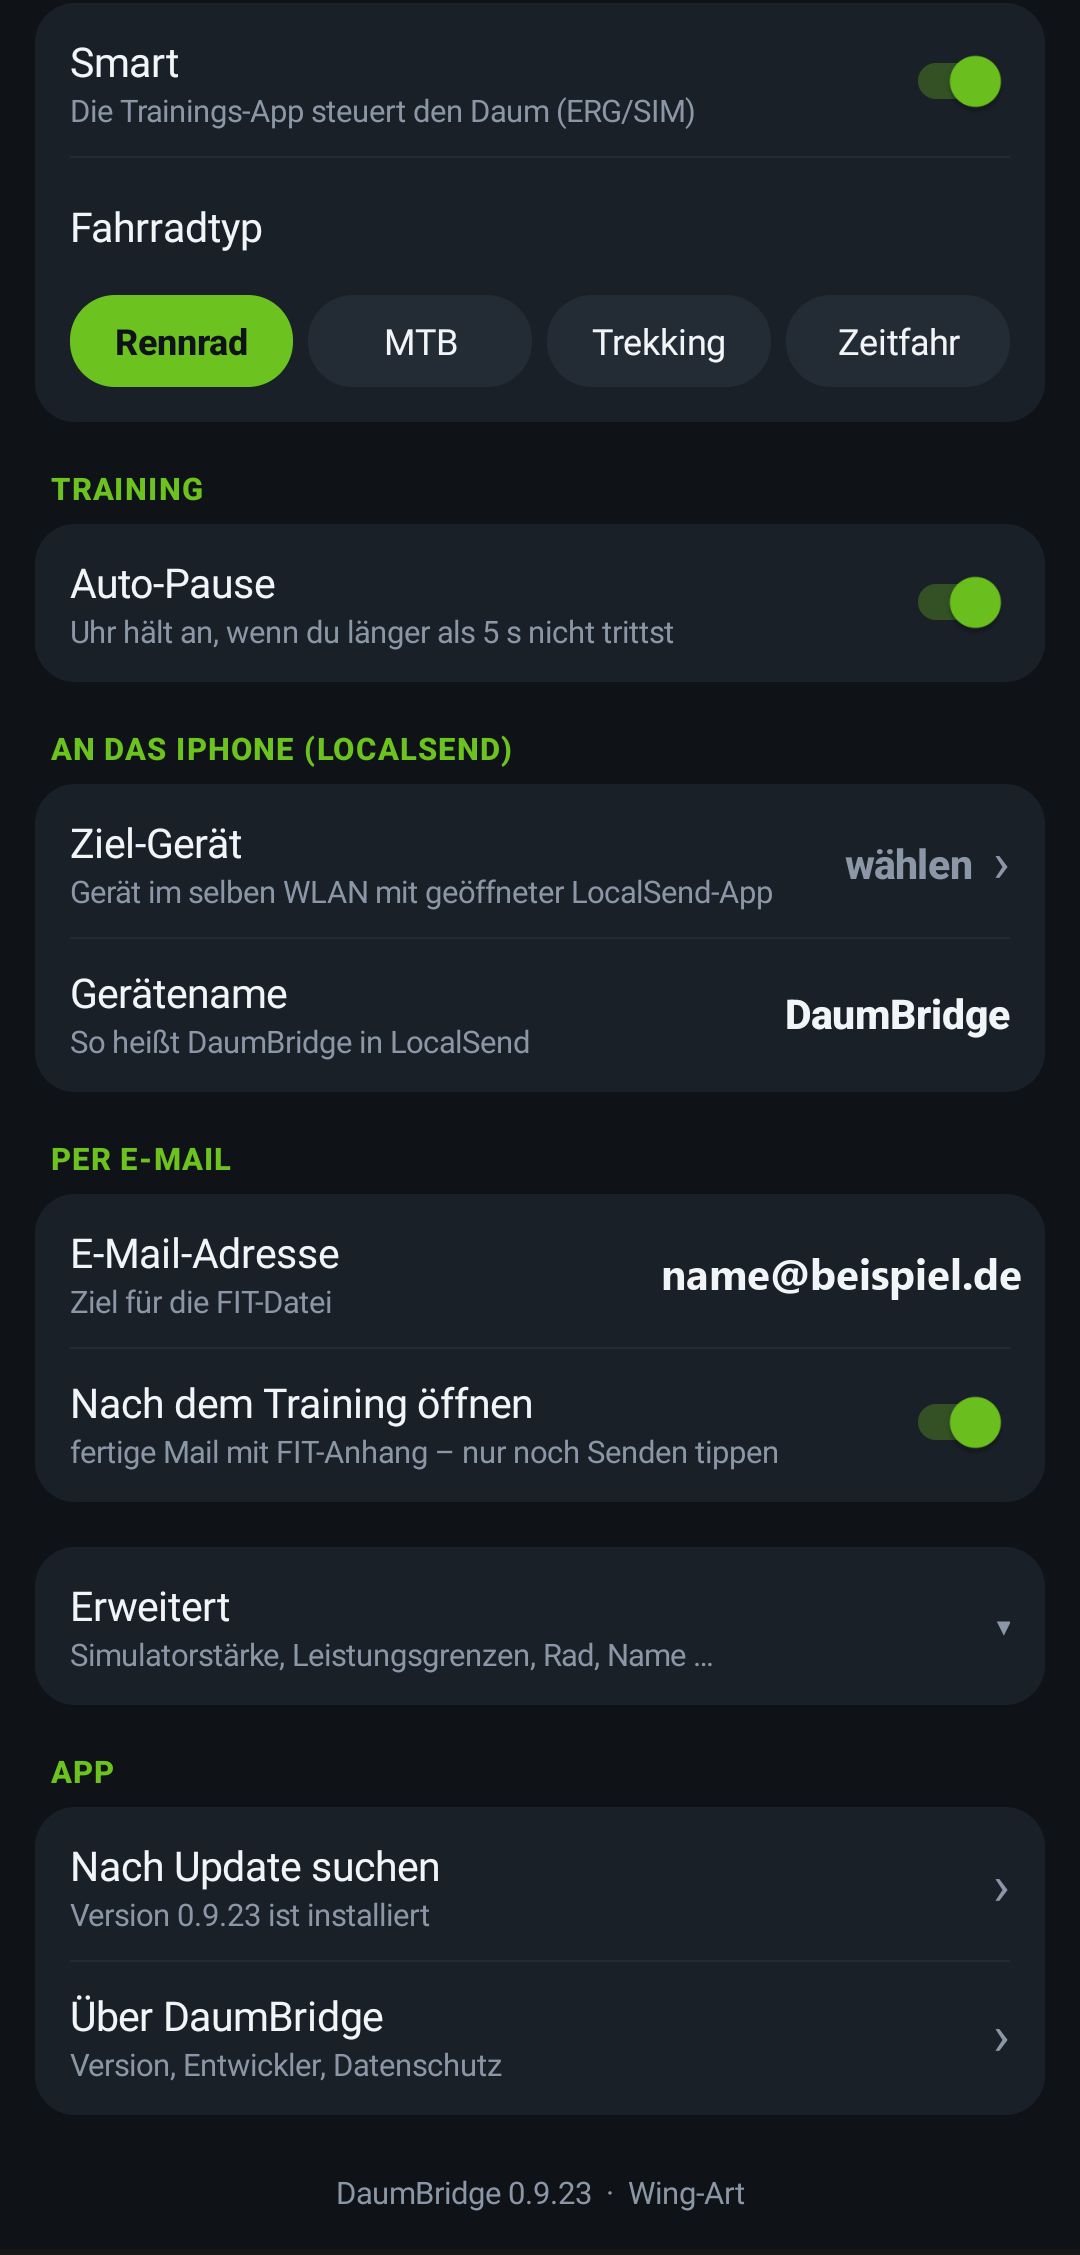 Smart
Die Trainings-App steuert den Daum (ERG/SIM)
Fahrradtyp
Rennrad MTB Trekking Zeitfahr
TRAINING
Auto-Pause
Uhr hält an, wenn du länger als 5 s nicht trittst
AN DAS IPHONE (LOCALSEND)
Ziel-Gerät
wählen ›
Gerät im selben WLAN mit geöffneter LocalSend-App
Gerätename
DaumBridge
So heißt DaumBridge in LocalSend
PER E-MAIL
E-Mail-Adresse
name@beispiel.de
Ziel für die FIT-Datei
Nach dem Training öffnen
fertige Mail mit FIT-Anhang – nur noch Senden tippen
Erweitert
Simulatorstärke, Leistungsgrenzen, Rad, Name ...
APP
Nach Update suchen
Version 0.9.23 ist installiert
Über DaumBridge
Version, Entwickler, Datenschutz
DaumBridge 0.9.23 · Wing-Art